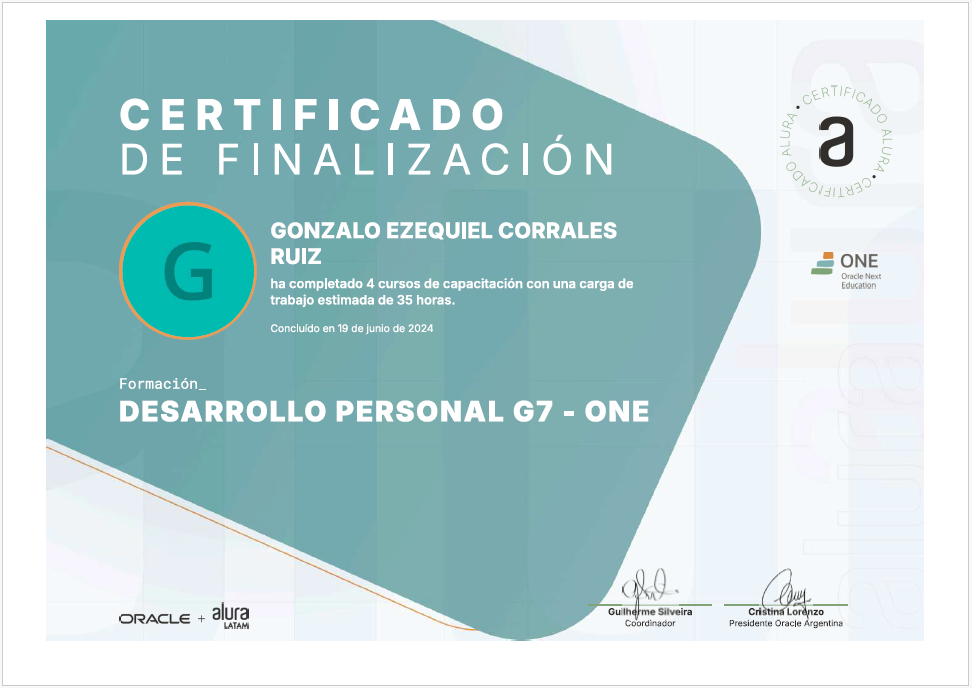 CERTIFICADO
DE FINALIZACIÓN
CERTIFICADO ALURA • CERTIFICADO ALURA •
a
G
GONZALO EZEQUIEL CORRALES
RUIZ
ha completado 4 cursos de capacitación con una carga de
trabajo estimada de 35 horas.
Concluído en 19 de junio de 2024
ONE
Oracle Next
Education
Formación_
DESARROLLO PERSONAL G7 - ONE
ORACLE + alura
LATAM
Guilherme Silveira
Coordinador
Cristina Lorenzo
Presidente Oracle Argentina
alura